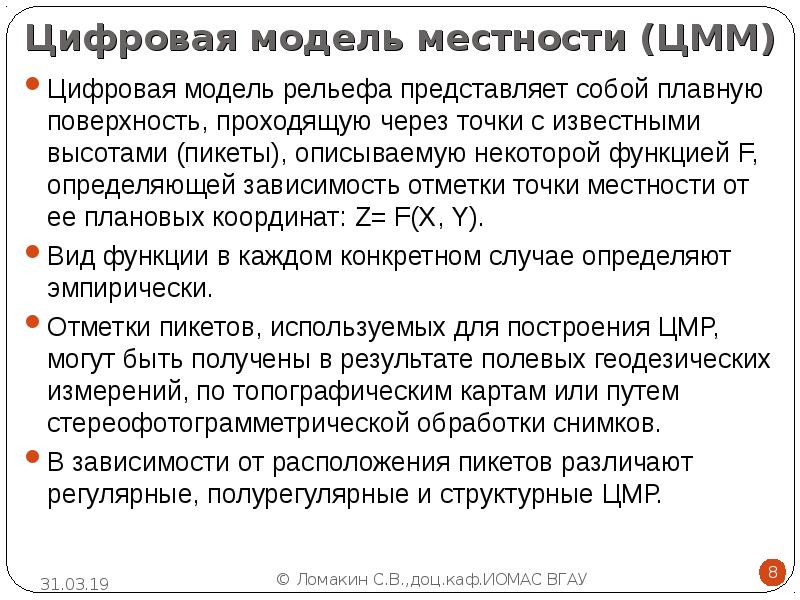 Цифровая модель местности (ЦММ)
Цифровая модель рельефа представляет собой плавную
поверхность, проходящую через точки с известными
высотами (пикеты), описываемую некоторой функцией F,
определяющей зависимость отметки точки местности от
ее плановых координат: Z= F(X, Y).
Вид функции в каждом конкретном случае определяют
эмпирически.
Отметки пикетов, используемых для построения ЦМР,
могут быть получены в результате полевых геодезических
измерений, по топографическим картам или путем
стереофотограмметрической обработки снимков.
В зависимости от расположения пикетов различают
регулярные, полурегулярные и структурные ЦМР.
31.03.19
© Ломакин С.В.,доц.каф.ИОМАС ВГАУ
8